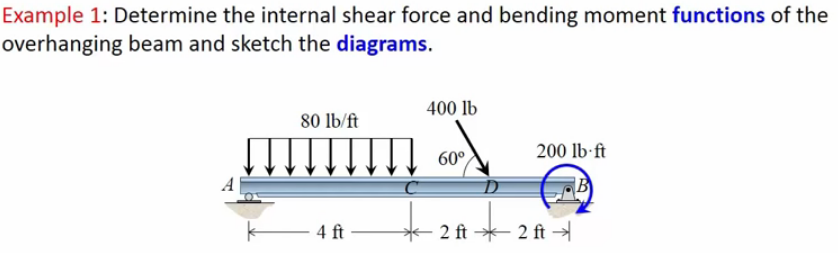 Example 1: Determine the internal shear force and bending moment functions of the
overhanging beam and sketch the diagrams.
400 lb
80 lb/ft
60°
200 lb·ft
A
C
D
B
4 ft
2 ft
2 ft